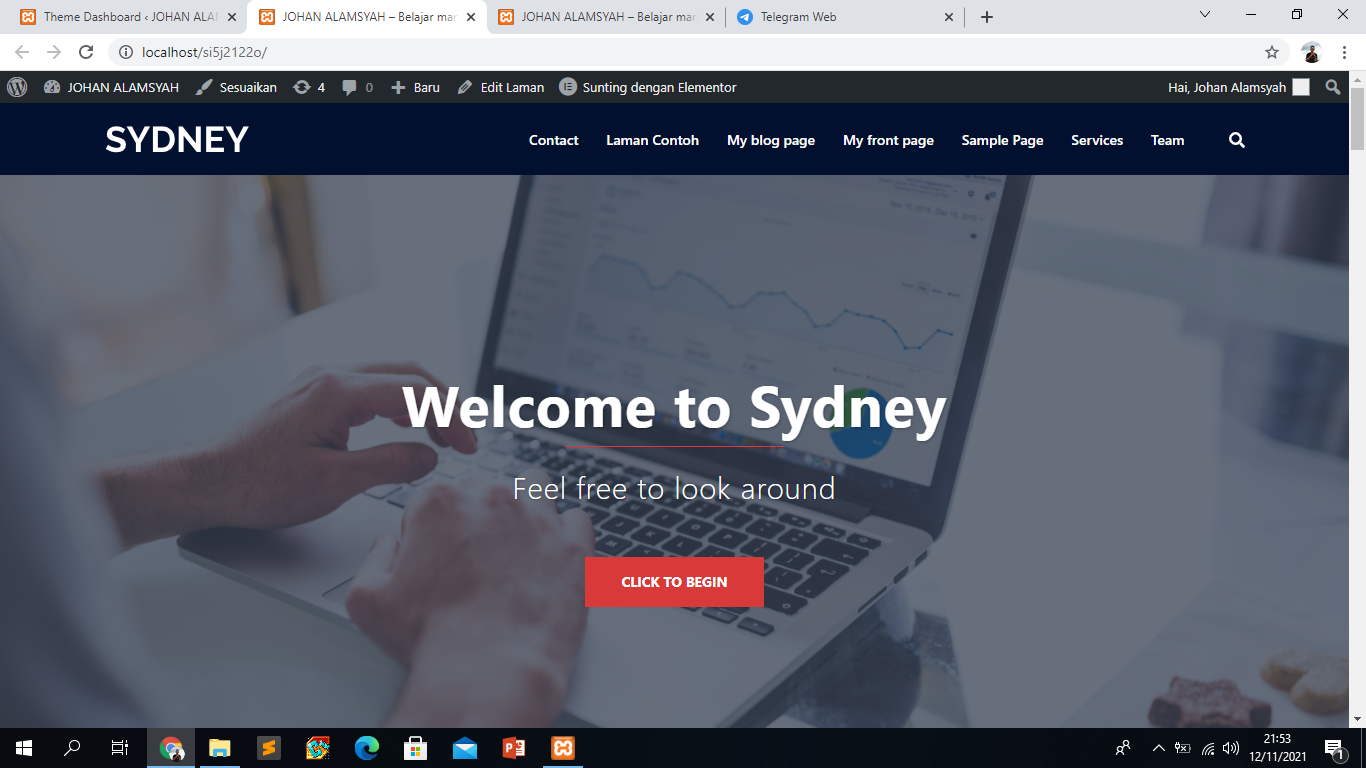 Theme Dashboard ‹ JOHAN ALA
JOHAN ALAMSYAH – Belajar mar
JOHAN ALAMSYAH – Belajar mar
Telegram Web
localhost/si5j2122o/
JOHAN ALAMSYAH Sesuaikan 4 0 Baru Edit Laman Sunting dengan Elementor Hai, Johan Alamsyah
SYDNEY
Contact Laman Contoh My blog page My front page Sample Page Services Team
Welcome to Sydney
Feel free to look around
CLICK TO BEGIN
21:53
12/11/2021
1